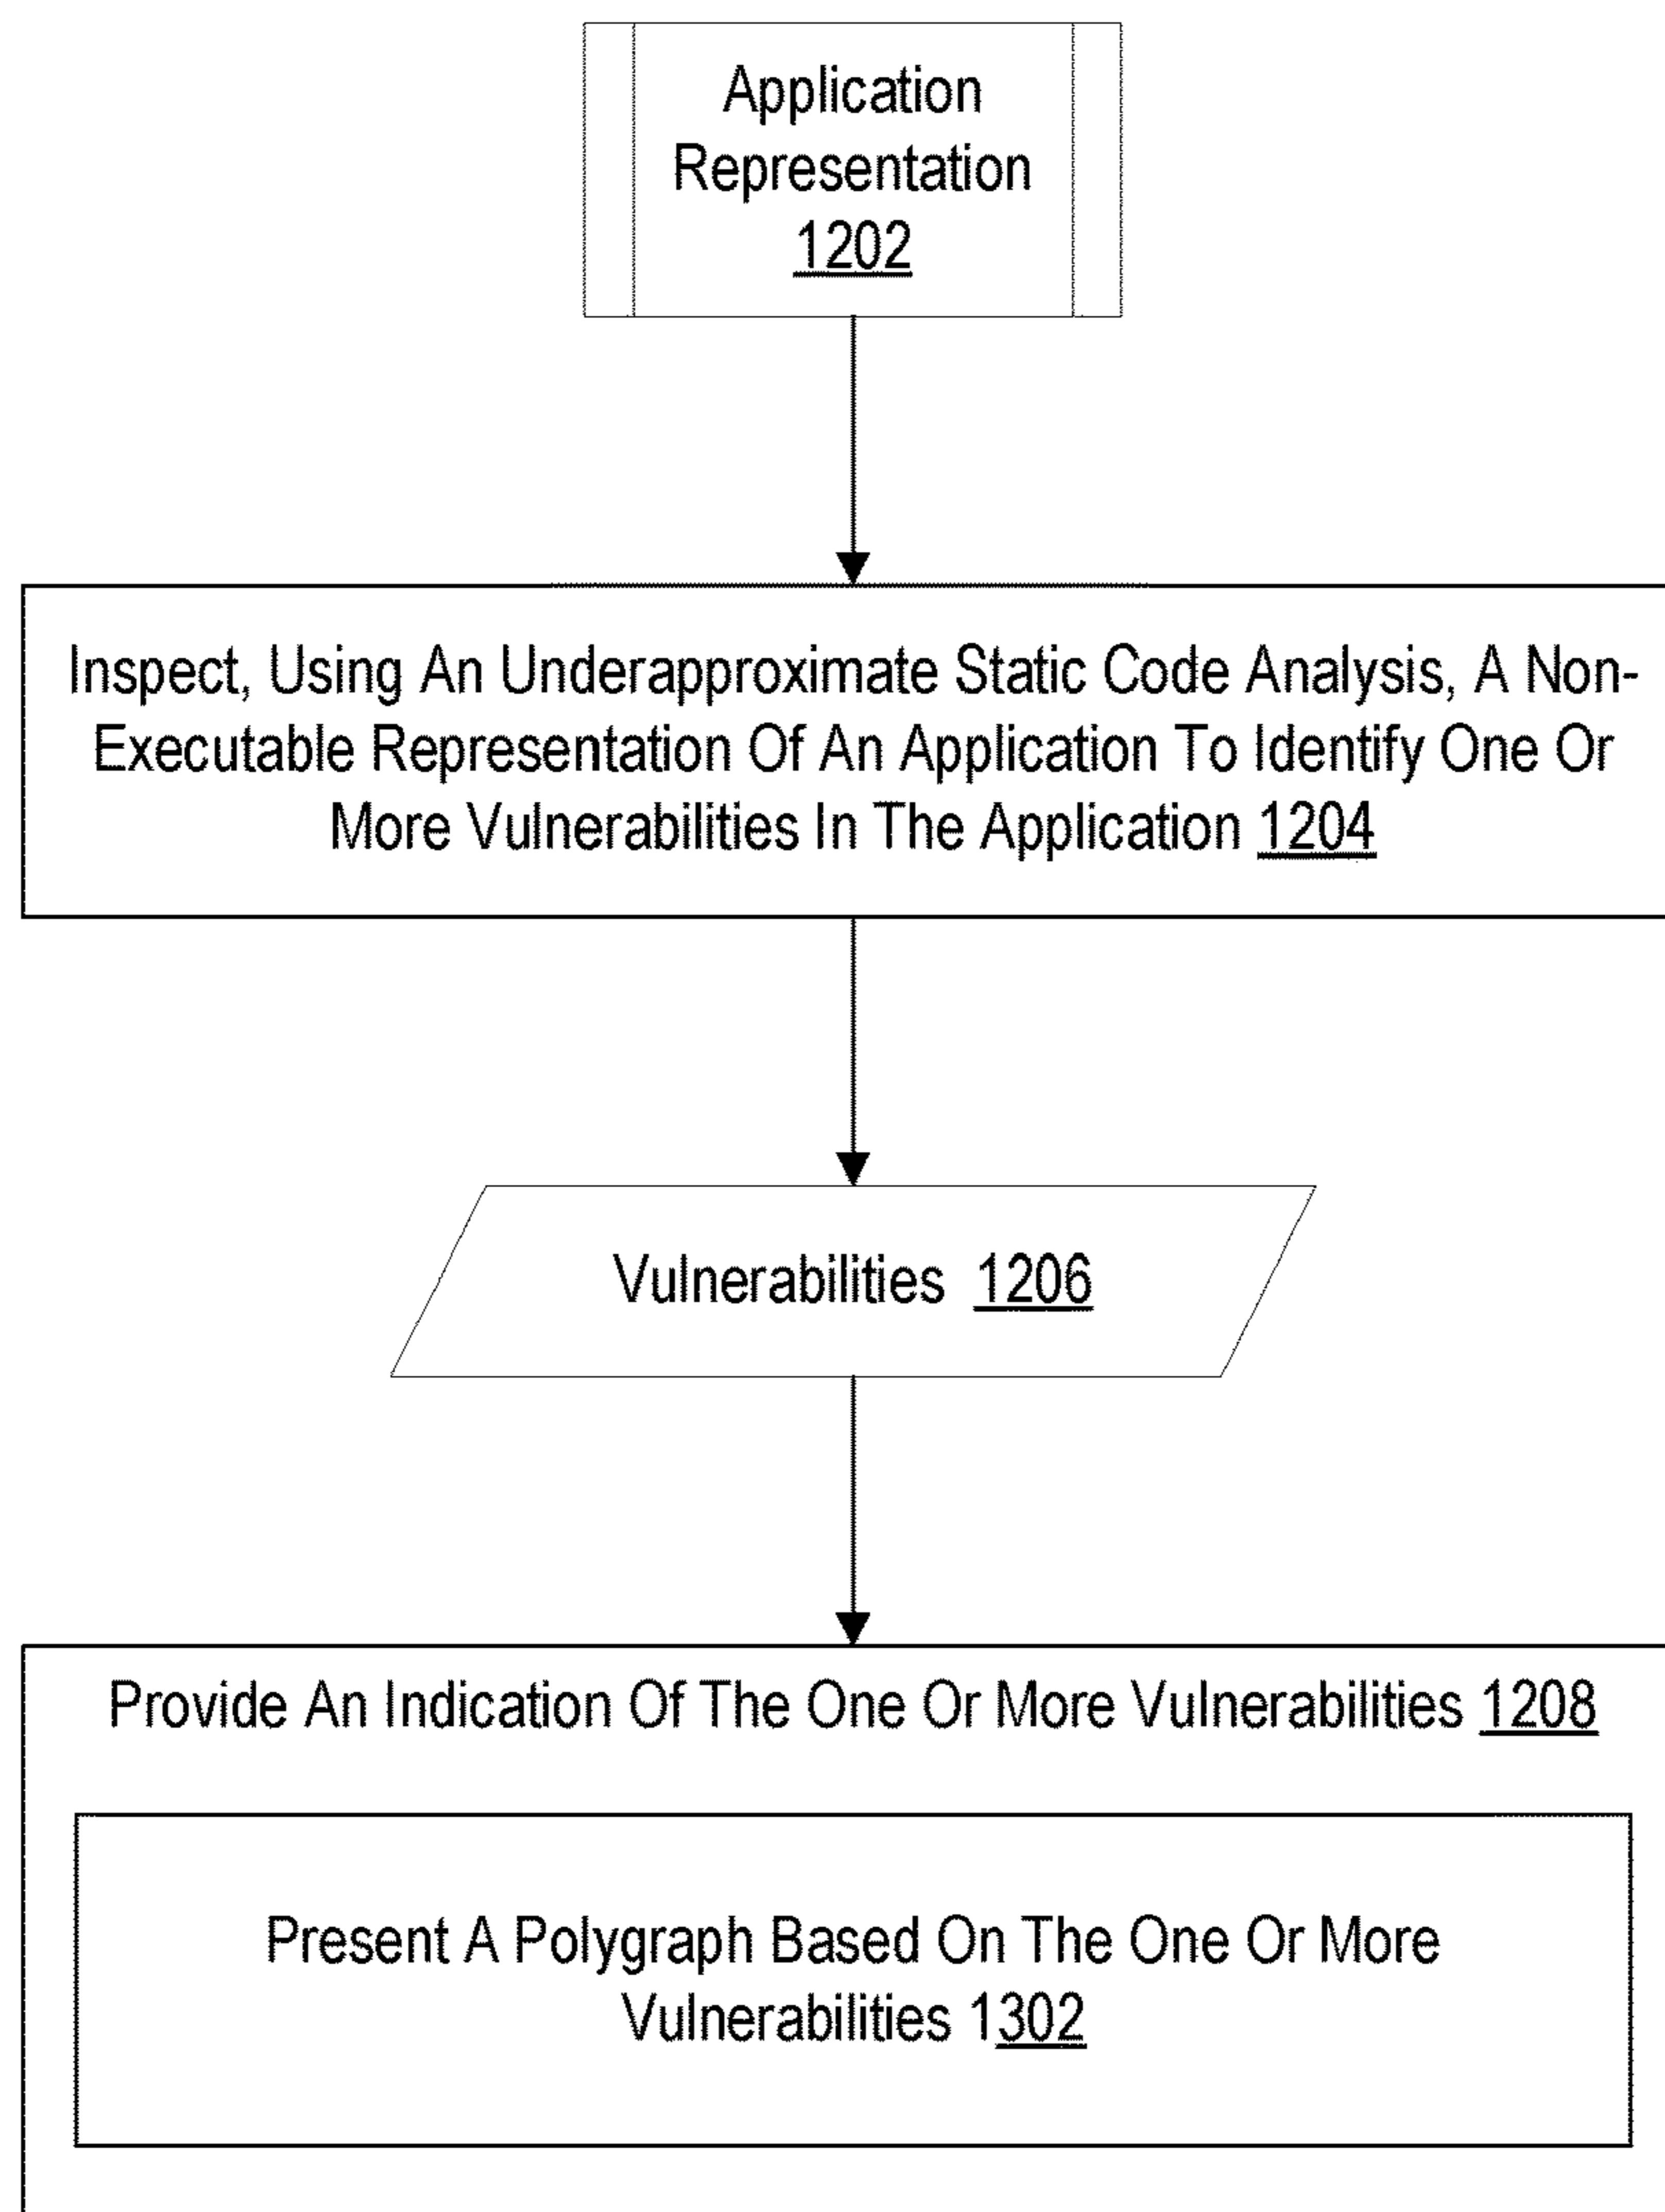 Application
Representation
1202
Inspect, Using An Underapproximate Static Code Analysis, A Non-
Executable Representation Of An Application To Identify One Or
More Vulnerabilities In The Application 1204
Vulnerabilities 1206
Provide An Indication Of The One Or More Vulnerabilities 1208
Present A Polygraph Based On The One Or More
Vulnerabilities 1302